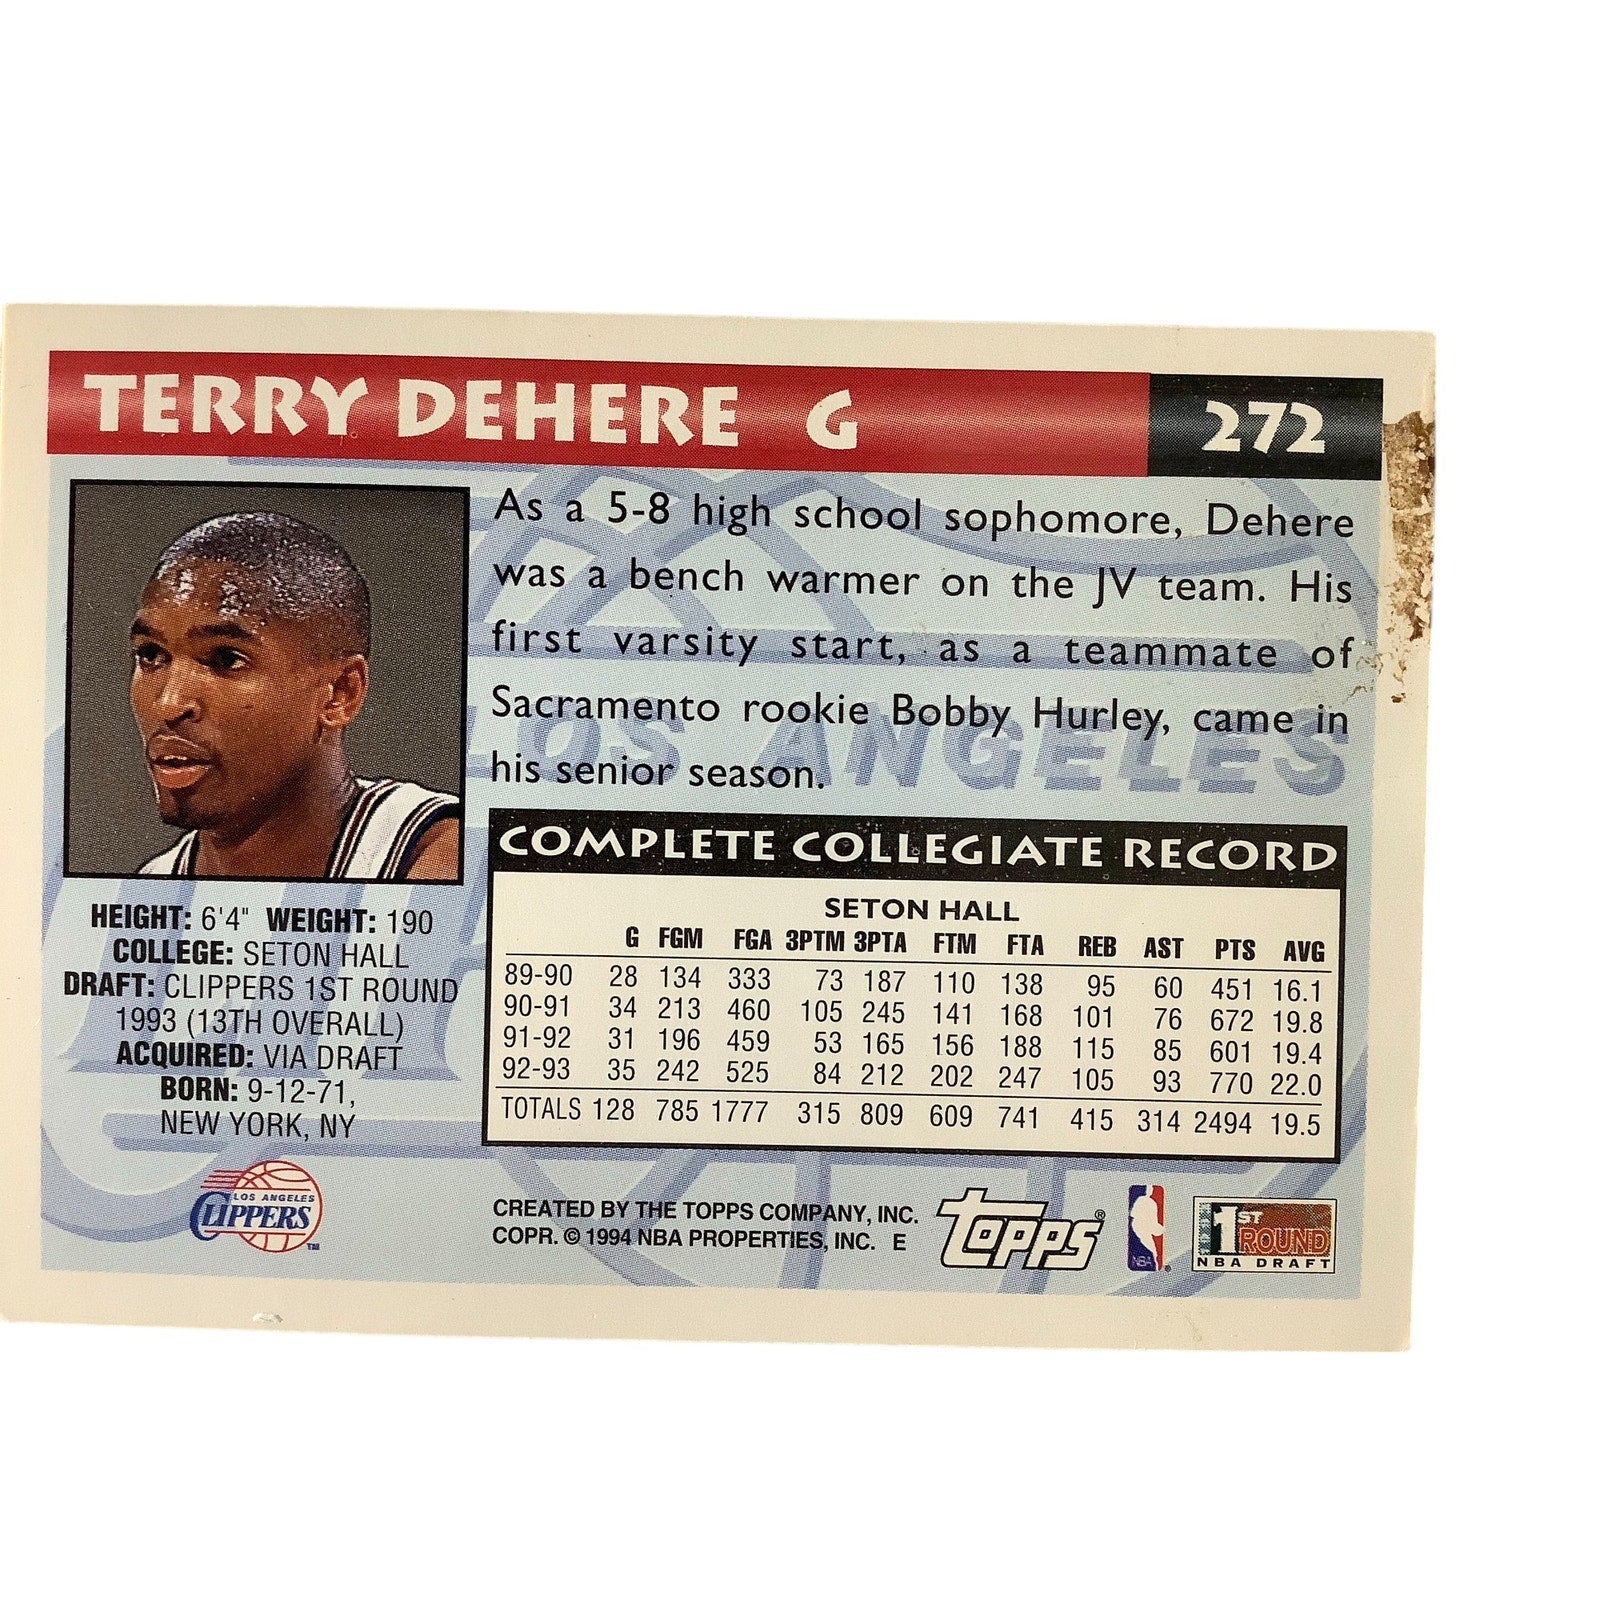 TERRY DEHERE G 272
As a 5-8 high school sophomore, Dehere
was a bench warmer on the JV team. His
first varsity start, as a teammate of
Sacramento rookie Bobby Hurley, came in
his senior season.
LOS ANGELES
HEIGHT: 6'4" WEIGHT: 190
COLLEGE: SETON HALL
DRAFT: CLIPPERS 1ST ROUND
1993 (13TH OVERALL)
ACQUIRED: VIA DRAFT
BORN: 9-12-71,
NEW YORK, NY
COMPLETE COLLEGIATE RECORD
SETON HALL
G FGM FGA 3PTM 3PTA FTM FTA REB AST PTS AVG
89-90 28 134 333 73 187 110 138 95 60 451 16.1
90-91 34 213 460 105 245 141 168 101 76 672 19.8
91-92 31 196 459 53 165 156 188 115 85 601 19.4
92-93 35 242 525 84 212 202 247 105 93 770 22.0
TOTALS 128 785 1777 315 809 609 741 415 314 2494 19.5
LOS ANGELES
CLIPPERS TM
CREATED BY THE TOPPS COMPANY, INC.
COPR. © 1994 NBA PROPERTIES, INC. E
topps®
NBA ®
1ST
ROUND
NBA DRAFT